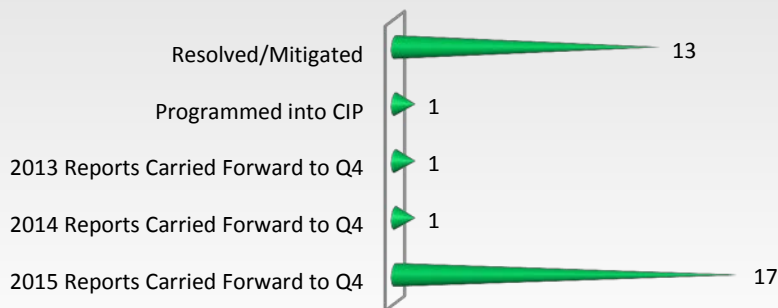 Resolved/Mitigated 13
Programmed into CIP 1
2013 Reports Carried Forward to Q4 1
2014 Reports Carried Forward to Q4 1
2015 Reports Carried Forward to Q4 17